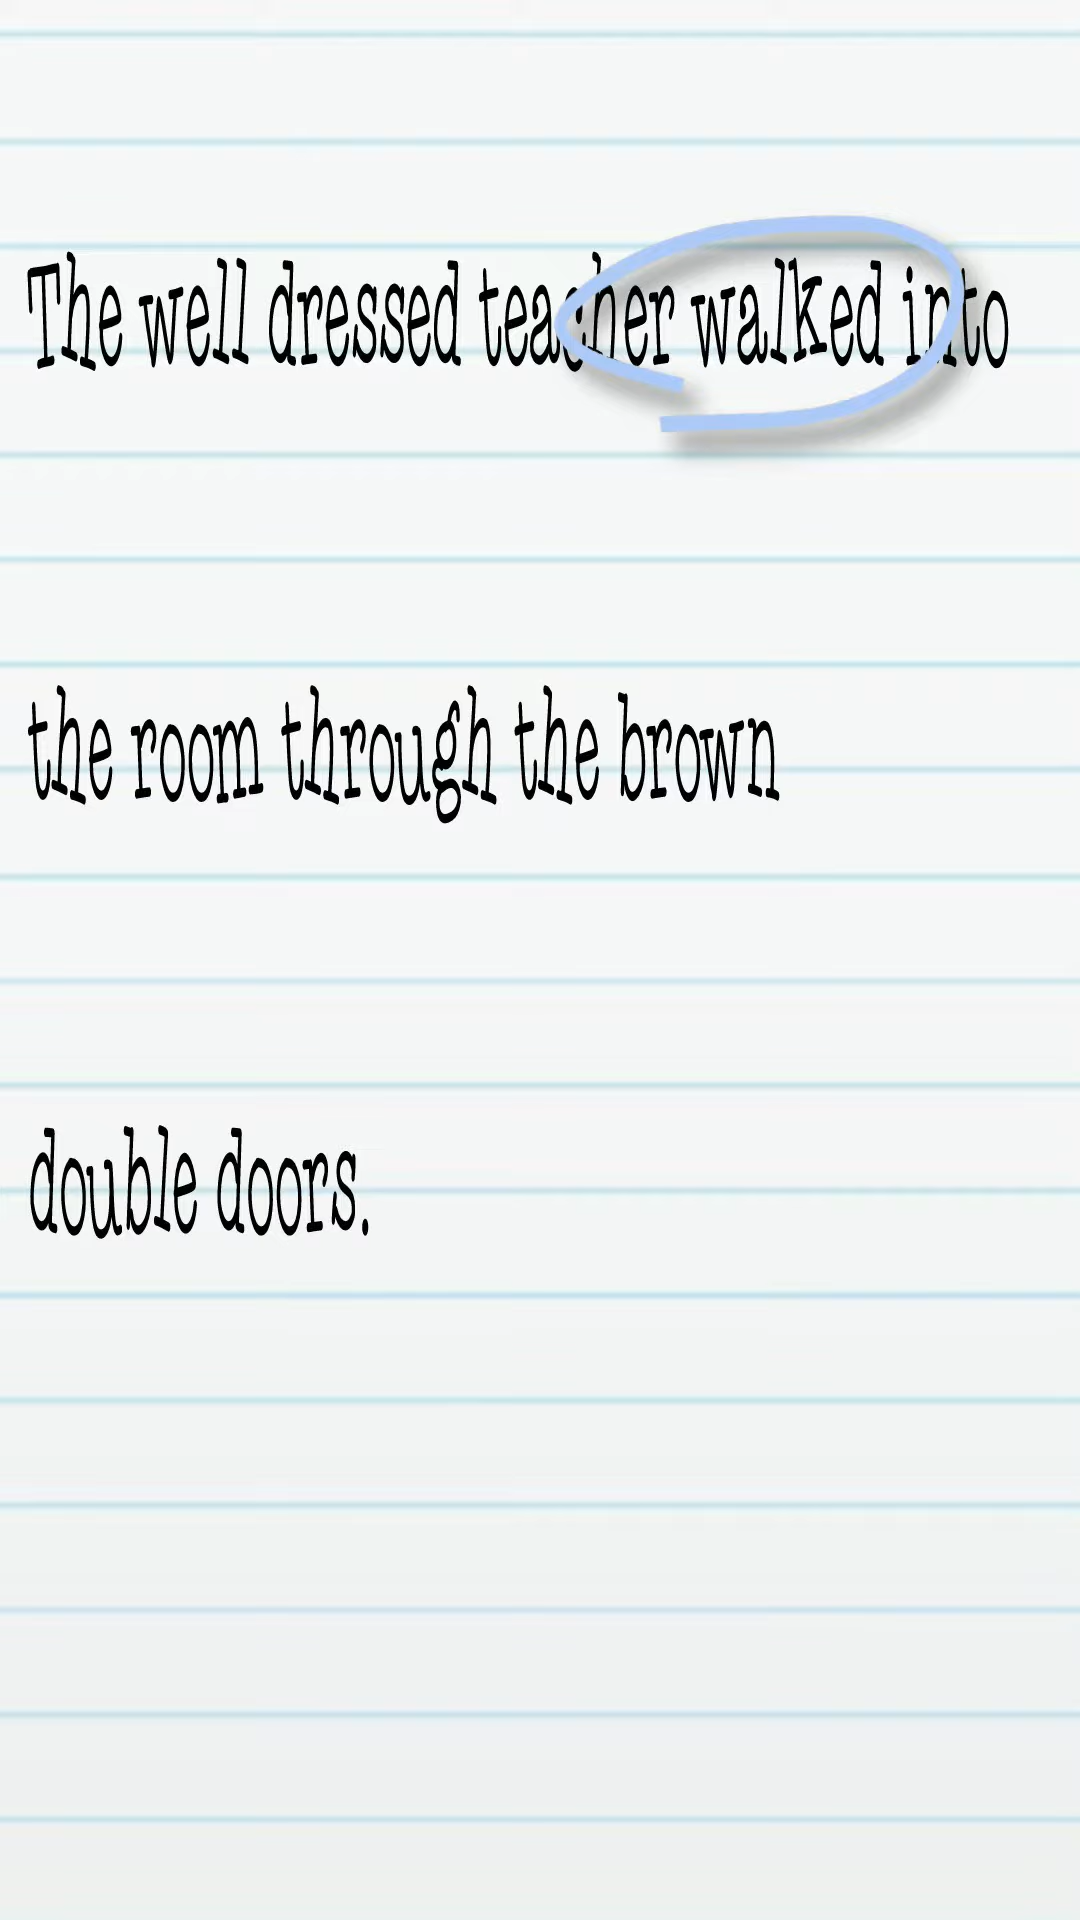 The well dressed teacher walked into
the room through the brown
double doors.